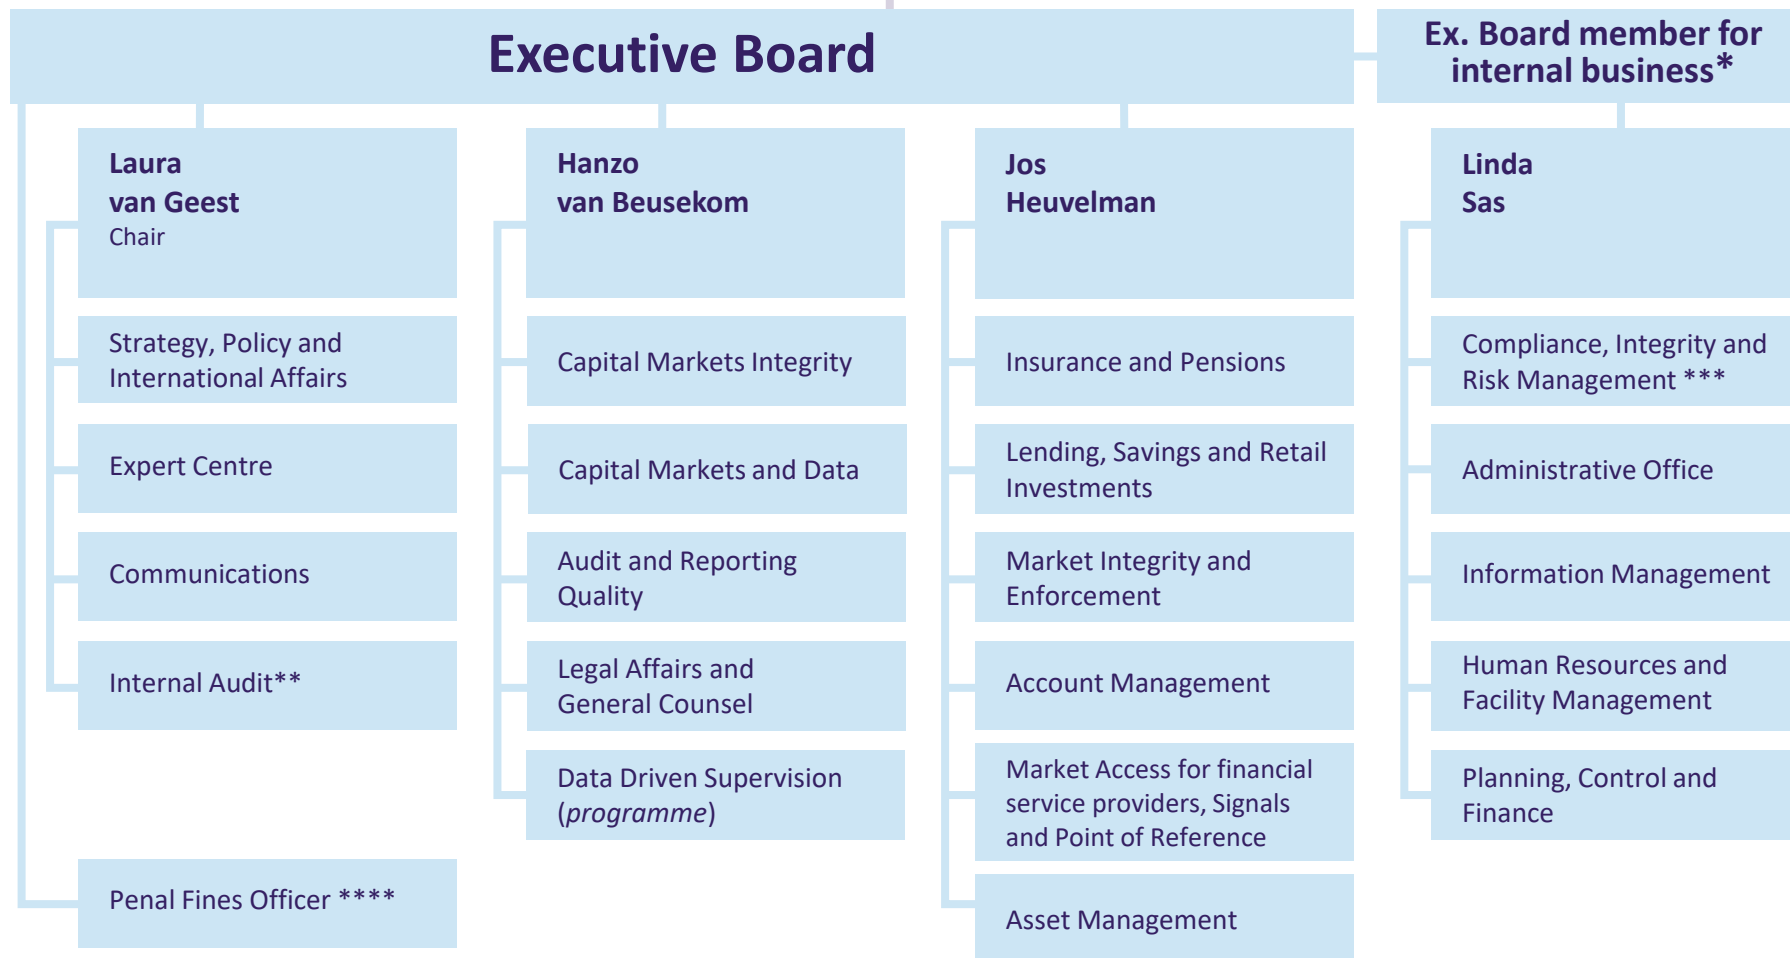 Executive Board
Ex. Board member for
internal business*
Laura
van Geest
Chair
Strategy, Policy and
International Affairs
Expert Centre
Communications
Internal Audit**
Penal Fines Officer ****
Hanzo
van Beusekom
Capital Markets Integrity
Capital Markets and Data
Audit and Reporting
Quality
Legal Affairs and
General Counsel
Data Driven Supervision
(programme)
Jos
Heuvelman
Insurance and Pensions
Lending, Savings and Retail
Investments
Market Integrity and
Enforcement
Account Management
Market Access for financial
service providers, Signals
and Point of Reference
Asset Management
Linda
Sas
Compliance, Integrity and
Risk Management ***
Administrative Office
Information Management
Human Resources and
Facility Management
Planning, Control and
Finance